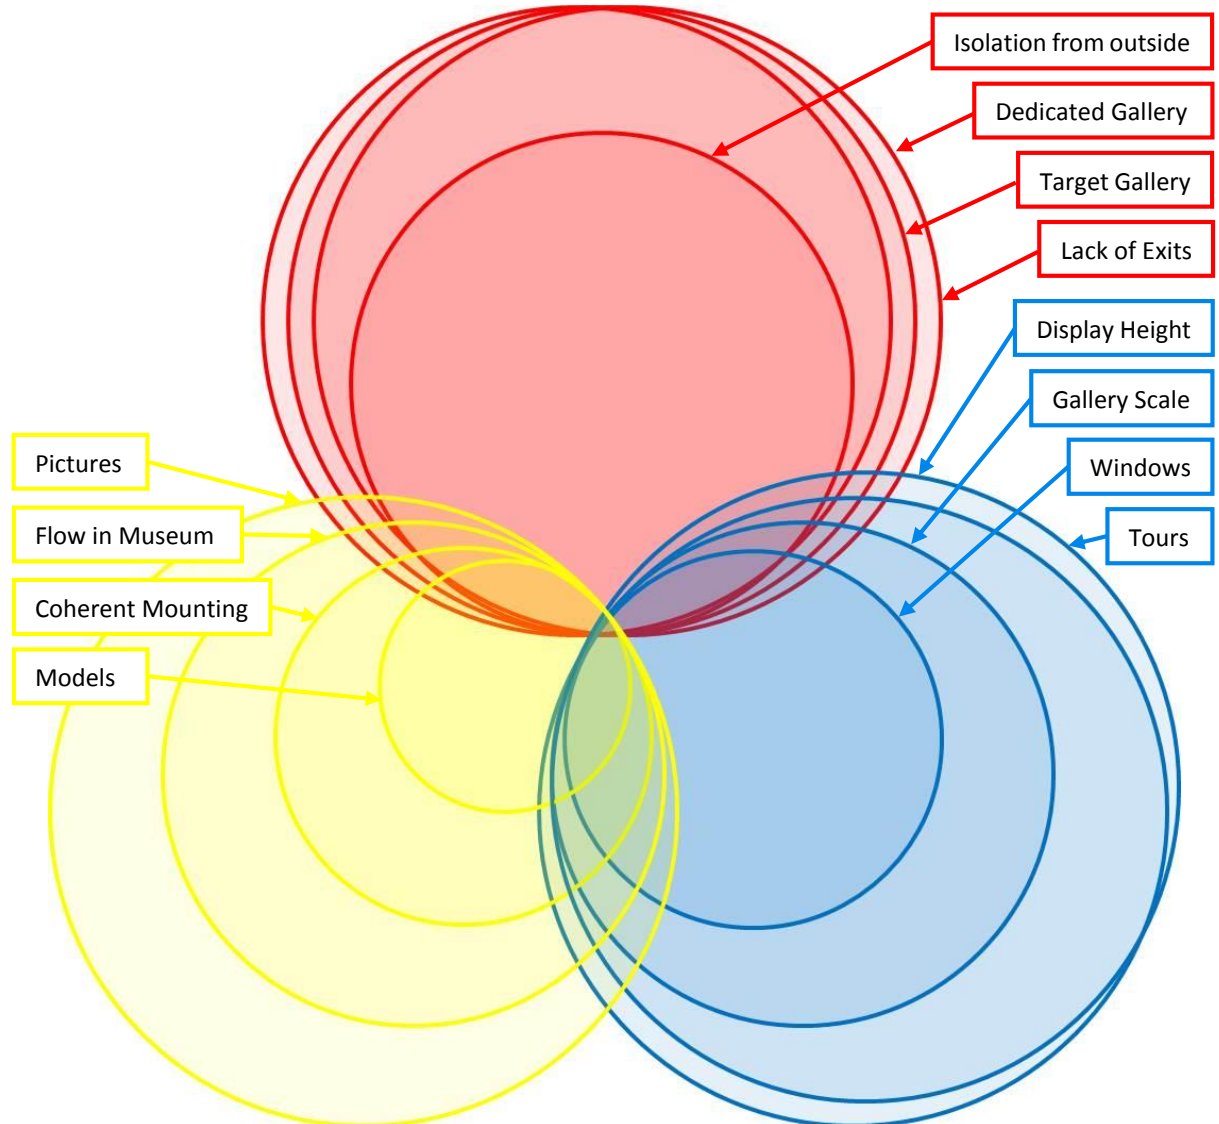 Isolation from outside
Dedicated Gallery
Target Gallery
Lack of Exits
Display Height
Gallery Scale
Windows
Tours
Pictures
Flow in Museum
Coherent Mounting
Models